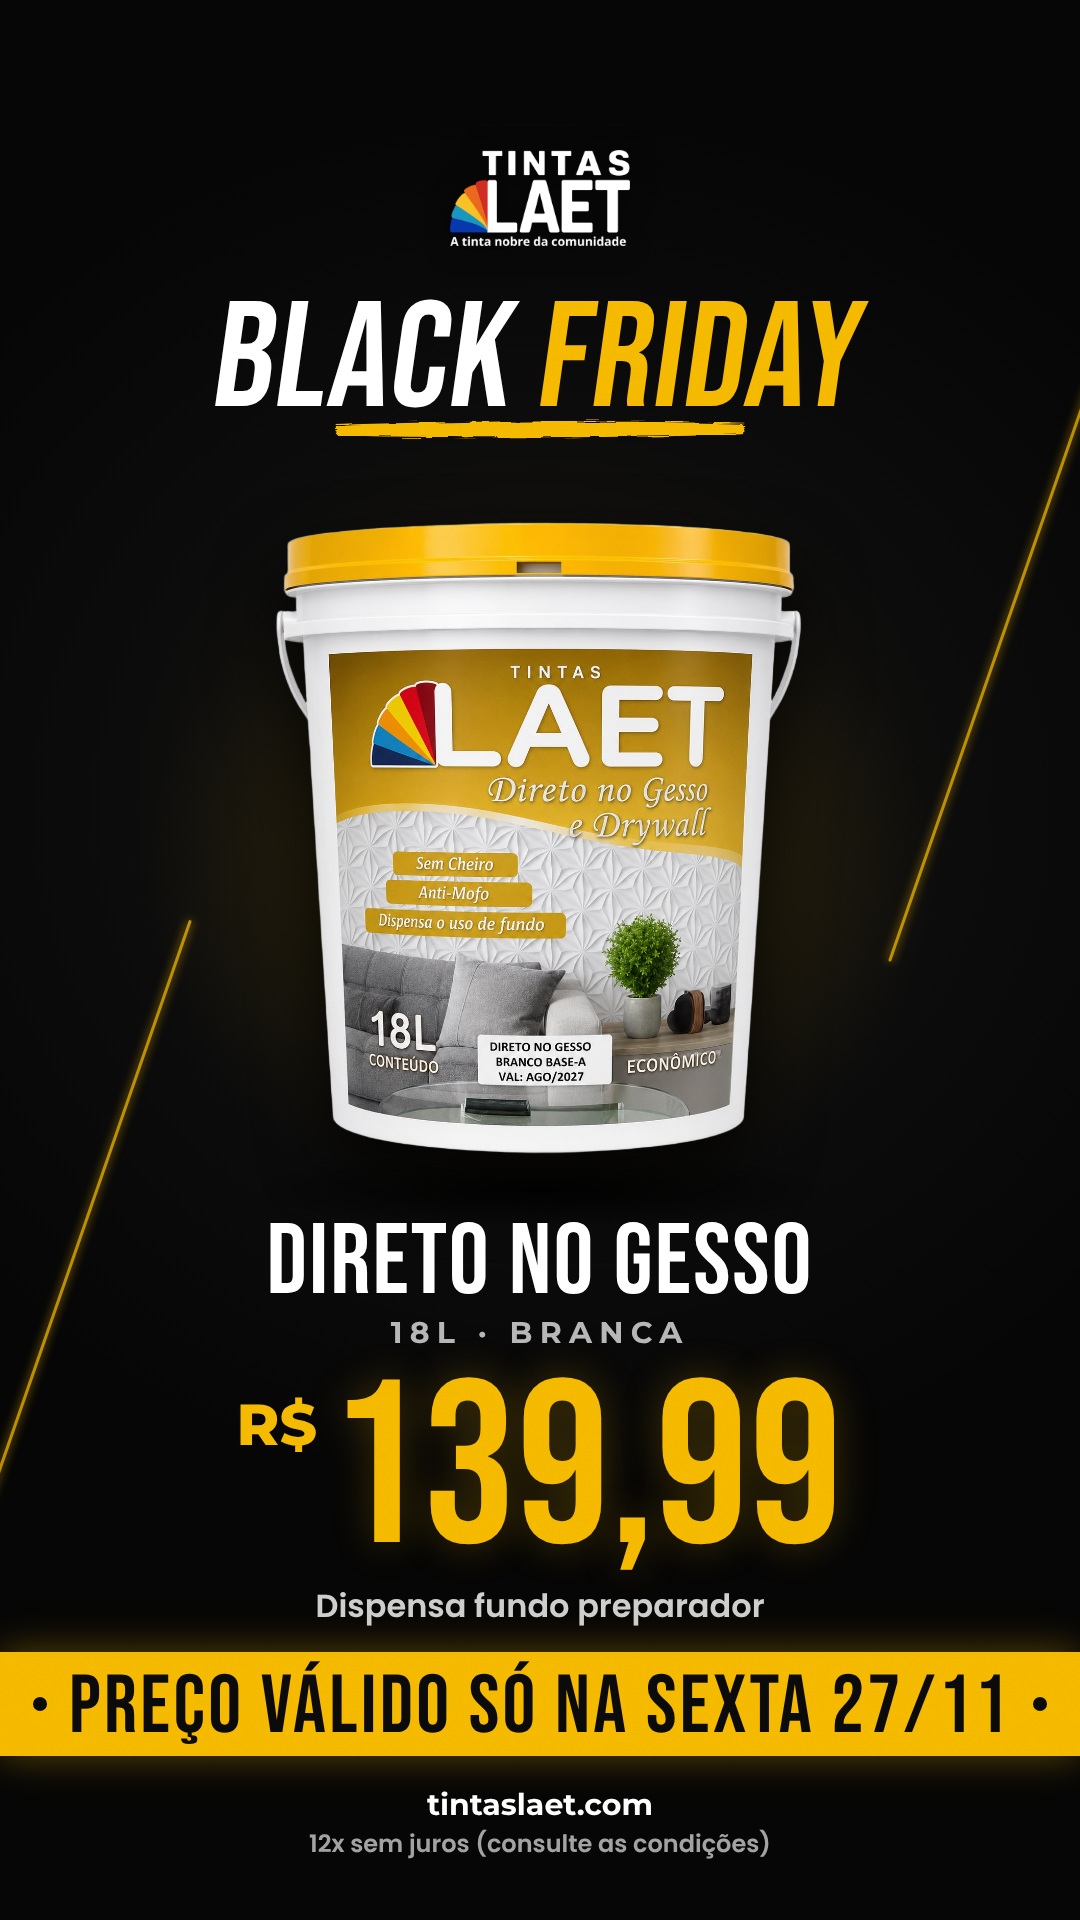 TINTAS
LAET
A tinta nobre da comunidade
BLACK FRIDAY
TINTAS
LAET
Direto no Gesso
e Drywall
Sem Cheiro
Anti-Mofo
Dispensa o uso de fundo
18L
CONTEÚDO
DIRETO NO GESSO
BRANCO BASE-A
VAL: AGO/2027
ECONÔMICO
DIRETO NO GESSO
18L · BRANCA
R$ 139,99
Dispensa fundo preparador
• PREÇO VÁLIDO SÓ NA SEXTA 27/11 •
tintaslaet.com
12x sem juros (consulte as condições)